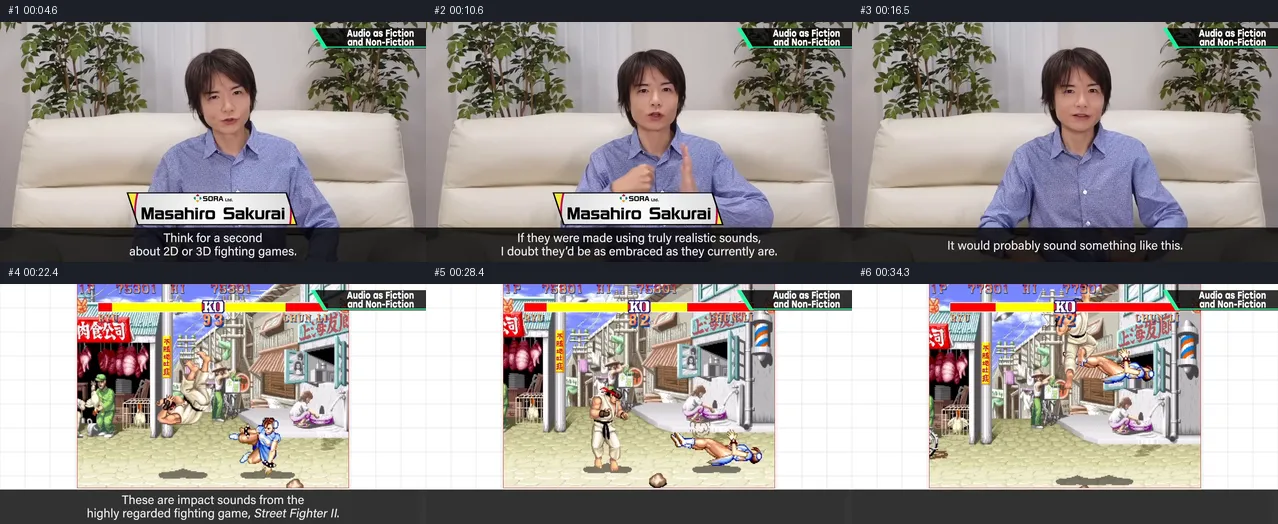 #1 00:04.6
Audio as Fiction
and Non-Fiction
SORA Ltd.
Masahiro Sakurai
Think for a second
about 2D or 3D fighting games.
#2 00:10.6
Audio as Fiction
and Non-Fiction
SORA Ltd.
Masahiro Sakurai
If they were made using truly realistic sounds,
I doubt they'd be as embraced as they currently are.
#3 00:16.5
Audio as Fiction
and Non-Fiction
It would probably sound something like this.
#4 00:22.4
Audio as Fiction
and Non-Fiction
KO
93
肉食公司
These are impact sounds from the
highly regarded fighting game, Street Fighter II.
#5 00:28.4
Audio as Fiction
and Non-Fiction
KO
82
#6 00:34.3
Audio as Fiction
and Non-Fiction
KO
72